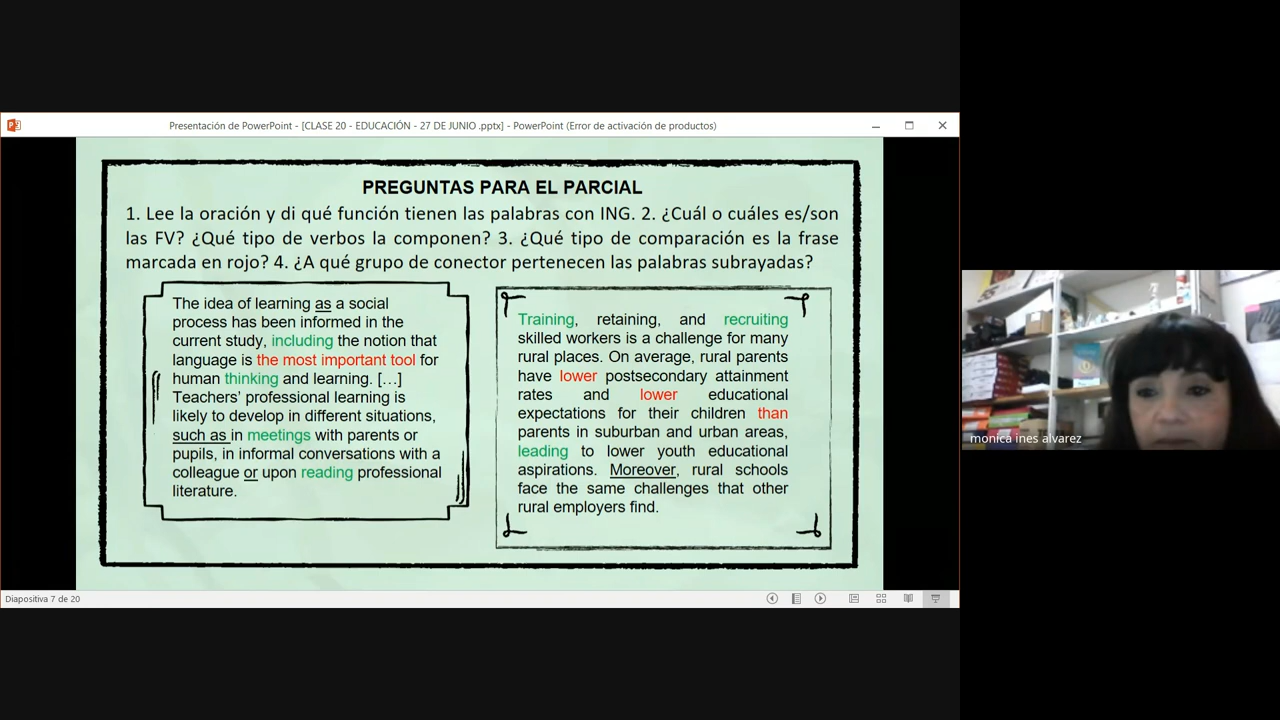 Presentación de PowerPoint - [CLASE 20 - EDUCACIÓN - 27 DE JUNIO .pptx] - PowerPoint (Error de activación de productos)
PREGUNTAS PARA EL PARCIAL
1. Lee la oración y di qué función tienen las palabras con ING. 2. ¿Cuál o cuáles es/son
las FV? ¿Qué tipo de verbos la componen? 3. ¿Qué tipo de comparación es la frase
marcada en rojo? 4. ¿A qué grupo de conector pertenecen las palabras subrayadas?
The idea of learning as a social
process has been informed in the
current study, including the notion that
language is the most important tool for
human thinking and learning. […]
Teachers’ professional learning is
likely to develop in different situations,
such as in meetings with parents or
pupils, in informal conversations with a
colleague or upon reading professional
literature.
Training, retaining, and recruiting
skilled workers is a challenge for many
rural places. On average, rural parents
have lower postsecondary attainment
rates and lower educational
expectations for their children than
parents in suburban and urban areas,
leading to lower youth educational
aspirations. Moreover, rural schools
face the same challenges that other
rural employers find.
Diapositiva 7 de 20
monica ines alvarez